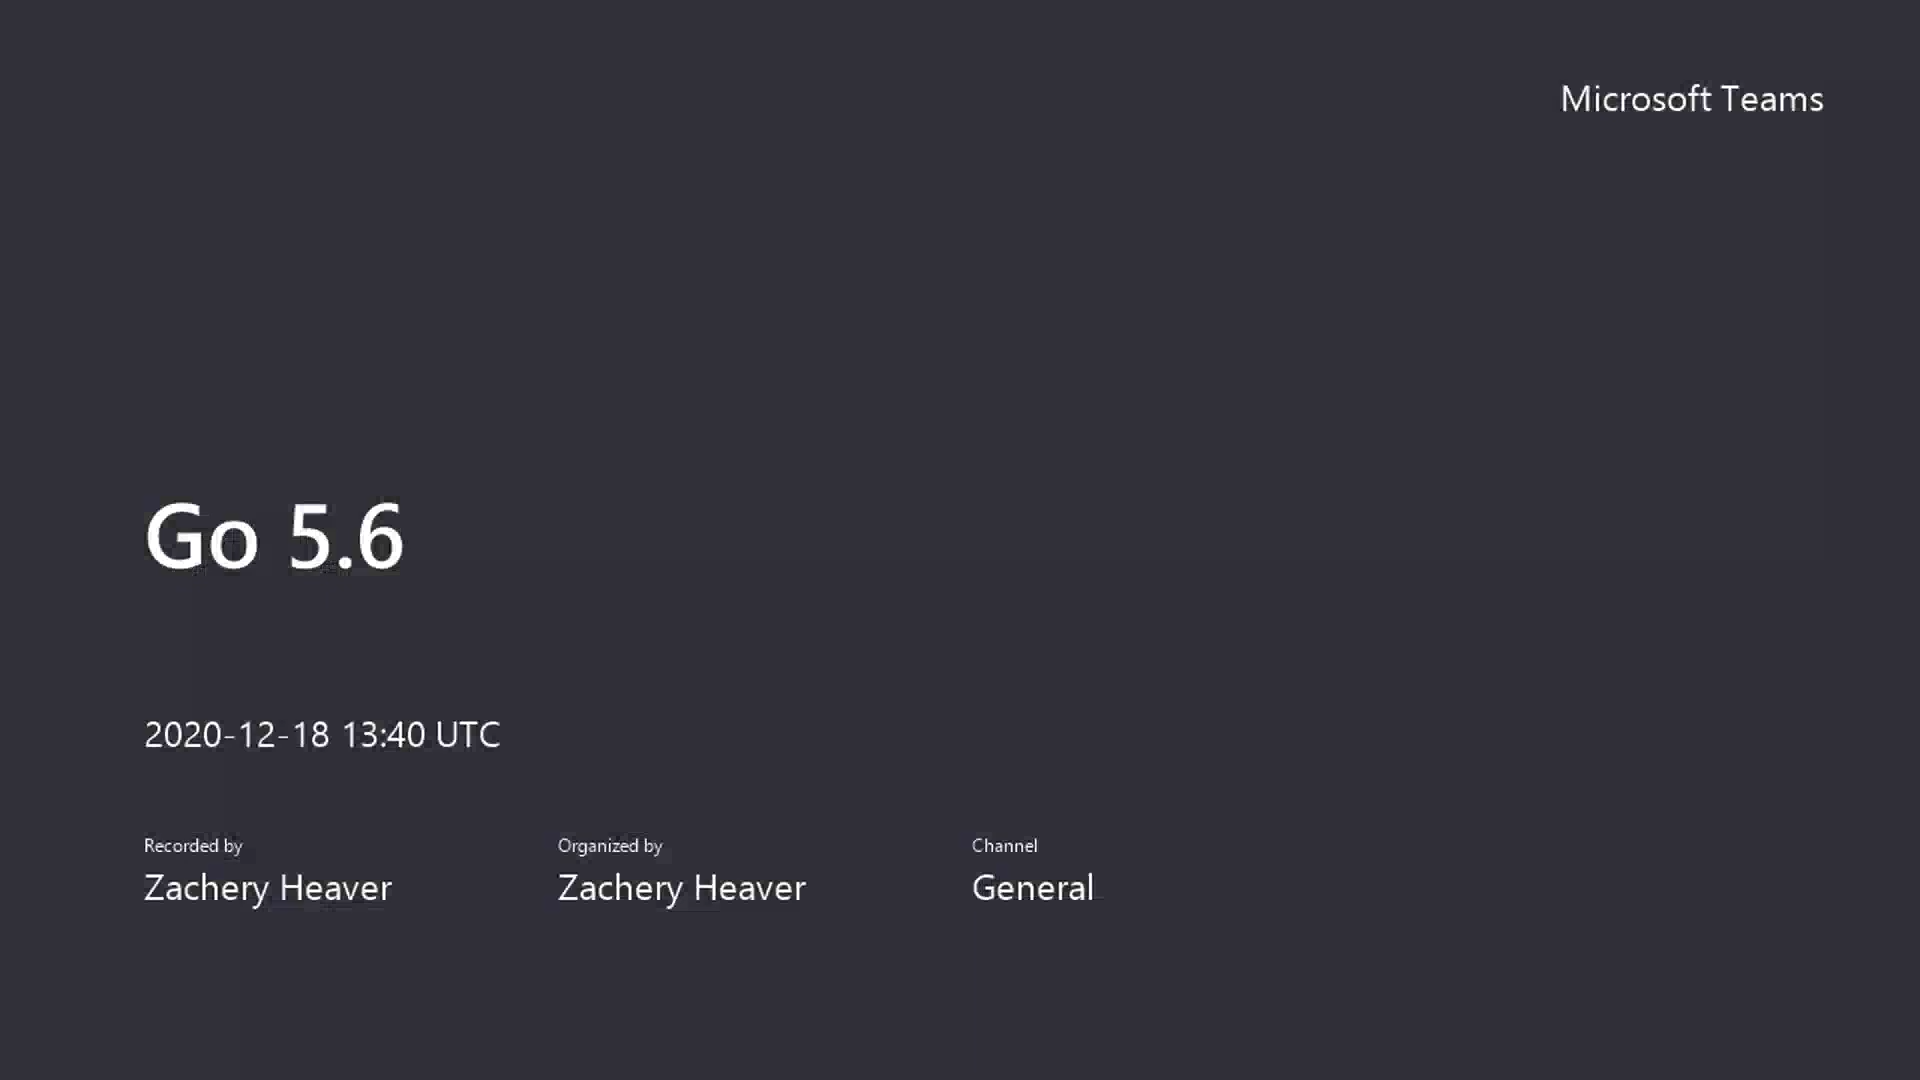 Microsoft Teams
Go 5.6
2020-12-18 13:40 UTC
Recorded by
Zachery Heaver
Organized by
Zachery Heaver
Channel
General